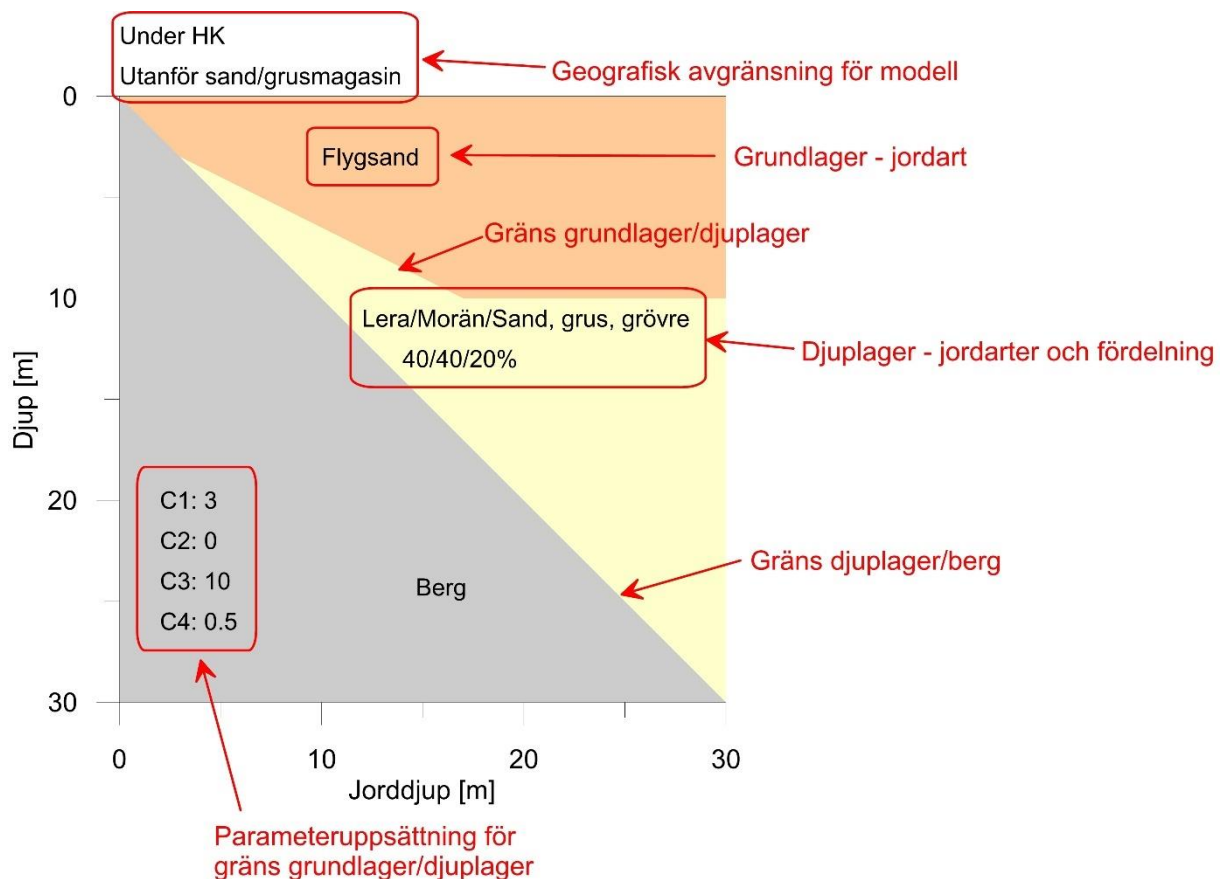 Under HK
Utanför sand/grusmagasin
Geografisk avgränsning för modell
0
Flygsand
Grundlager - jordart
Gräns grundlager/djuplager
10
Lera/Morän/Sand, grus, grövre
40/40/20%
Djuplager - jordarter och fördelning
Djup [m]
20
C1: 3
C2: 0
C3: 10
C4: 0.5
Berg
Gräns djuplager/berg
30
0
10
20
30
Jorddjup [m]
Parameteruppsättning för
gräns grundlager/djuplager